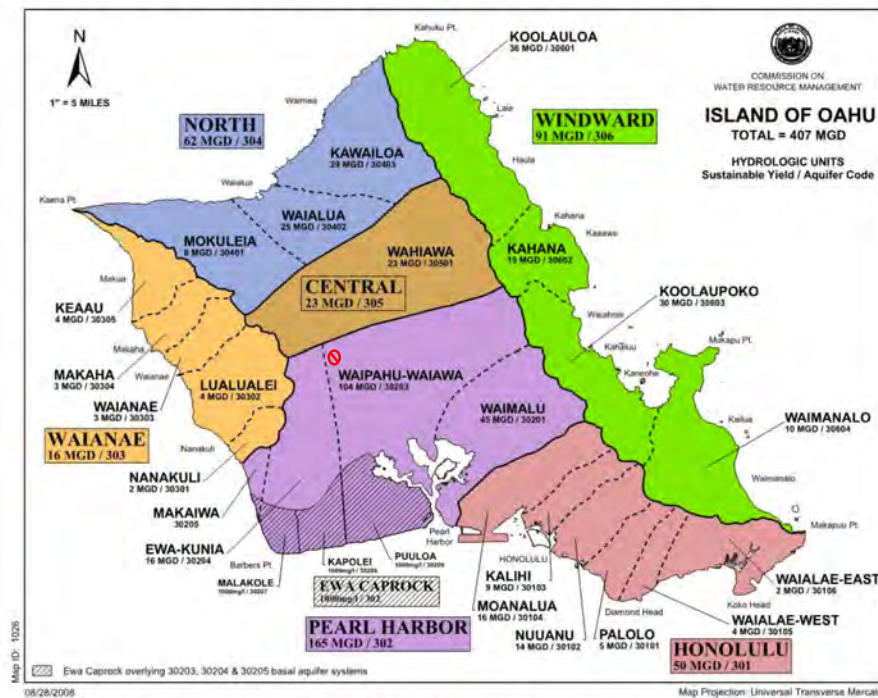 N
1" = 5 MILES
COMMISSION ON
WATER RESOURCE MANAGEMENT
ISLAND OF OAHU
TOTAL = 407 MGD
HYDROLOGIC UNITS
Sustainable Yield / Aquifer Code
Kahuku Pt.
KOOLAULOA
36 MGD / 30601
Laie
Waimea
NORTH
62 MGD / 304
WINDWARD
91 MGD / 306
KAWAILOA
29 MGD / 30403
Haula
Waialua
WAIALUA
25 MGD / 30402
Kaena Pt.
MOKULEIA
8 MGD / 30401
Kahana
Kaaawa
KAHANA
15 MGD / 30602
WAHIAWA
23 MGD / 30501
CENTRAL
23 MGD / 305
Makua
KEAAU
4 MGD / 30305
KOOLAUPOKO
30 MGD / 30603
Waiahole
Kahaluu
Mukapu Pt.
Kaneohe
Makaha
MAKAHA
3 MGD / 30304
Waianae
WAIANAE
3 MGD / 30303
LUALUALEI
4 MGD / 30302
WAIPAHU-WAIAWA
104 MGD / 30203
WAIMALU
45 MGD / 30201
Kailua
WAIMANALO
10 MGD / 30604
Waimanalo
WAIANAE
16 MGD / 303
Nanakuli
NANAKULI
2 MGD / 30301
MAKAIWA
30205
EWA-KUNIA
16 MGD / 30204
Makapuu Pt.
Pearl
Harbor
HONOLULU
Barbers Pt.
KAPOLEI
1000mg/l / 30206
PUULOA
1000mg/l / 30209
MALAKOLE
1000mg/l / 30207
EWA CAPROCK
1000mg/l / 302
KALIHI
9 MGD / 30103
MOANALUA
16 MGD / 30104
Diamond Head
Koko Head
WAIALAE-EAST
2 MGD / 30106
WAIALAE-WEST
4 MGD / 30105
NUUANU
14 MGD / 30102
PALOLO
5 MGD / 30101
PEARL HARBOR
165 MGD / 302
HONOLULU
50 MGD / 301
Map ID: 1026
Ewa Caprock overlying 30203, 30204 & 30205 basal aquifer systems
08/28/2008
Map Projection: Universal Transverse Mercat